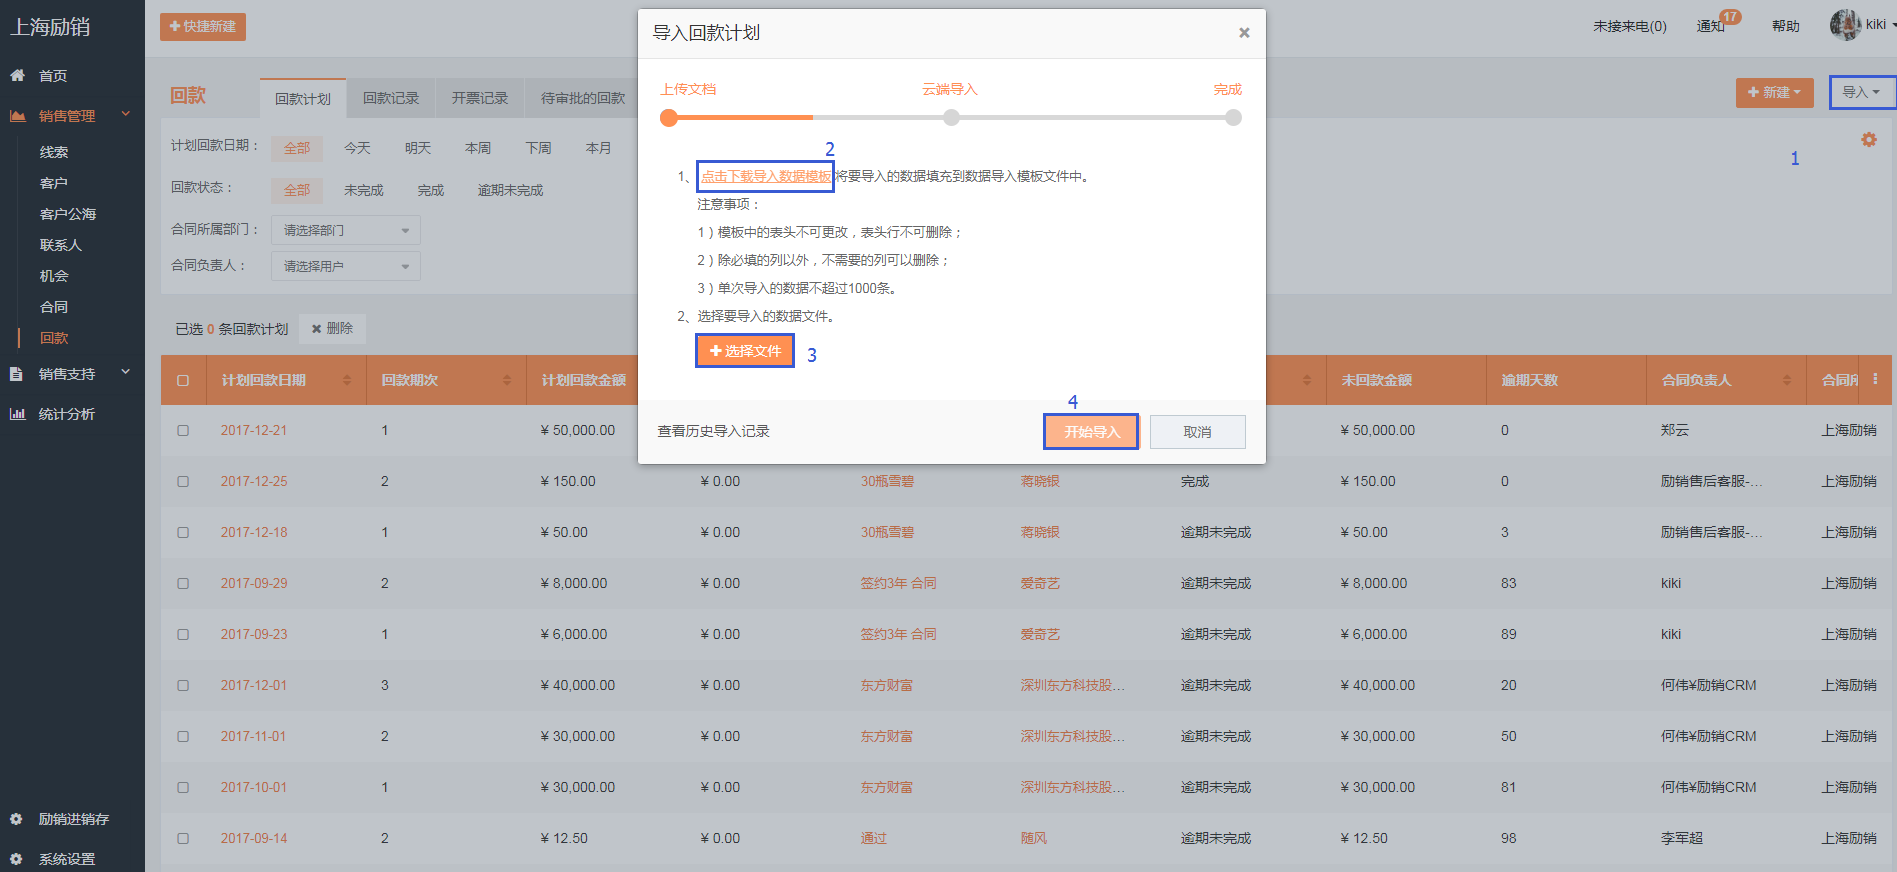 上海励销
快捷新建
未接来电(0)
通知
17
帮助
kiki
首页
销售管理
线索
客户
客户公海
联系人
机会
合同
回款
销售支持
统计分析
励销进销存
系统设置
回款
回款计划
回款记录
开票记录
待审批的回款
新建
导入
1
计划回款日期：
全部 今天 明天 本周 下周 本月
回款状态：
全部 未完成 完成 逾期未完成
合同所属部门：
请选择部门
合同负责人：
请选择用户
已选 0 条回款计划
删除
导入回款计划
×
上传文档
云端导入
完成
2
1、点击下载导入数据模板 将要导入的数据填充到数据导入模板文件中。
注意事项：
1）模板中的表头不可更改，表头行不可删除；
2）除必填的列以外，不需要的列可以删除；
3）单次导入的数据不超过1000条。
2、选择要导入的数据文件。
选择文件
3
4
查看历史导入记录
开始导入
取消
计划回款日期 回款期次 计划回款金额 未回款金额 逾期天数 合同负责人
2017-12-21 1 ¥ 50,000.00 ¥ 50,000.00 0 郑云 上海励销
2017-12-25 2 ¥ 150.00 ¥ 0.00 30瓶雪碧 蒋晓银 完成 ¥ 150.00 0 励销售后客服-... 上海励销
2017-12-18 1 ¥ 50.00 ¥ 0.00 30瓶雪碧 蒋晓银 逾期未完成 ¥ 50.00 3 励销售后客服-... 上海励销
2017-09-29 2 ¥ 8,000.00 ¥ 0.00 签约3年 合同 爱奇艺 逾期未完成 ¥ 8,000.00 83 kiki 上海励销
2017-09-23 1 ¥ 6,000.00 ¥ 0.00 签约3年 合同 爱奇艺 逾期未完成 ¥ 6,000.00 89 kiki 上海励销
2017-12-01 3 ¥ 40,000.00 ¥ 0.00 东方财富 深圳东方科技股... 逾期未完成 ¥ 40,000.00 20 何伟¥励销CRM 上海励销
2017-11-01 2 ¥ 30,000.00 ¥ 0.00 东方财富 深圳东方科技股... 逾期未完成 ¥ 30,000.00 50 何伟¥励销CRM 上海励销
2017-10-01 1 ¥ 30,000.00 ¥ 0.00 东方财富 深圳东方科技股... 逾期未完成 ¥ 30,000.00 81 何伟¥励销CRM 上海励销
2017-09-14 2 ¥ 12.50 ¥ 0.00 通过 随风 逾期未完成 ¥ 12.50 98 李军超 上海励销